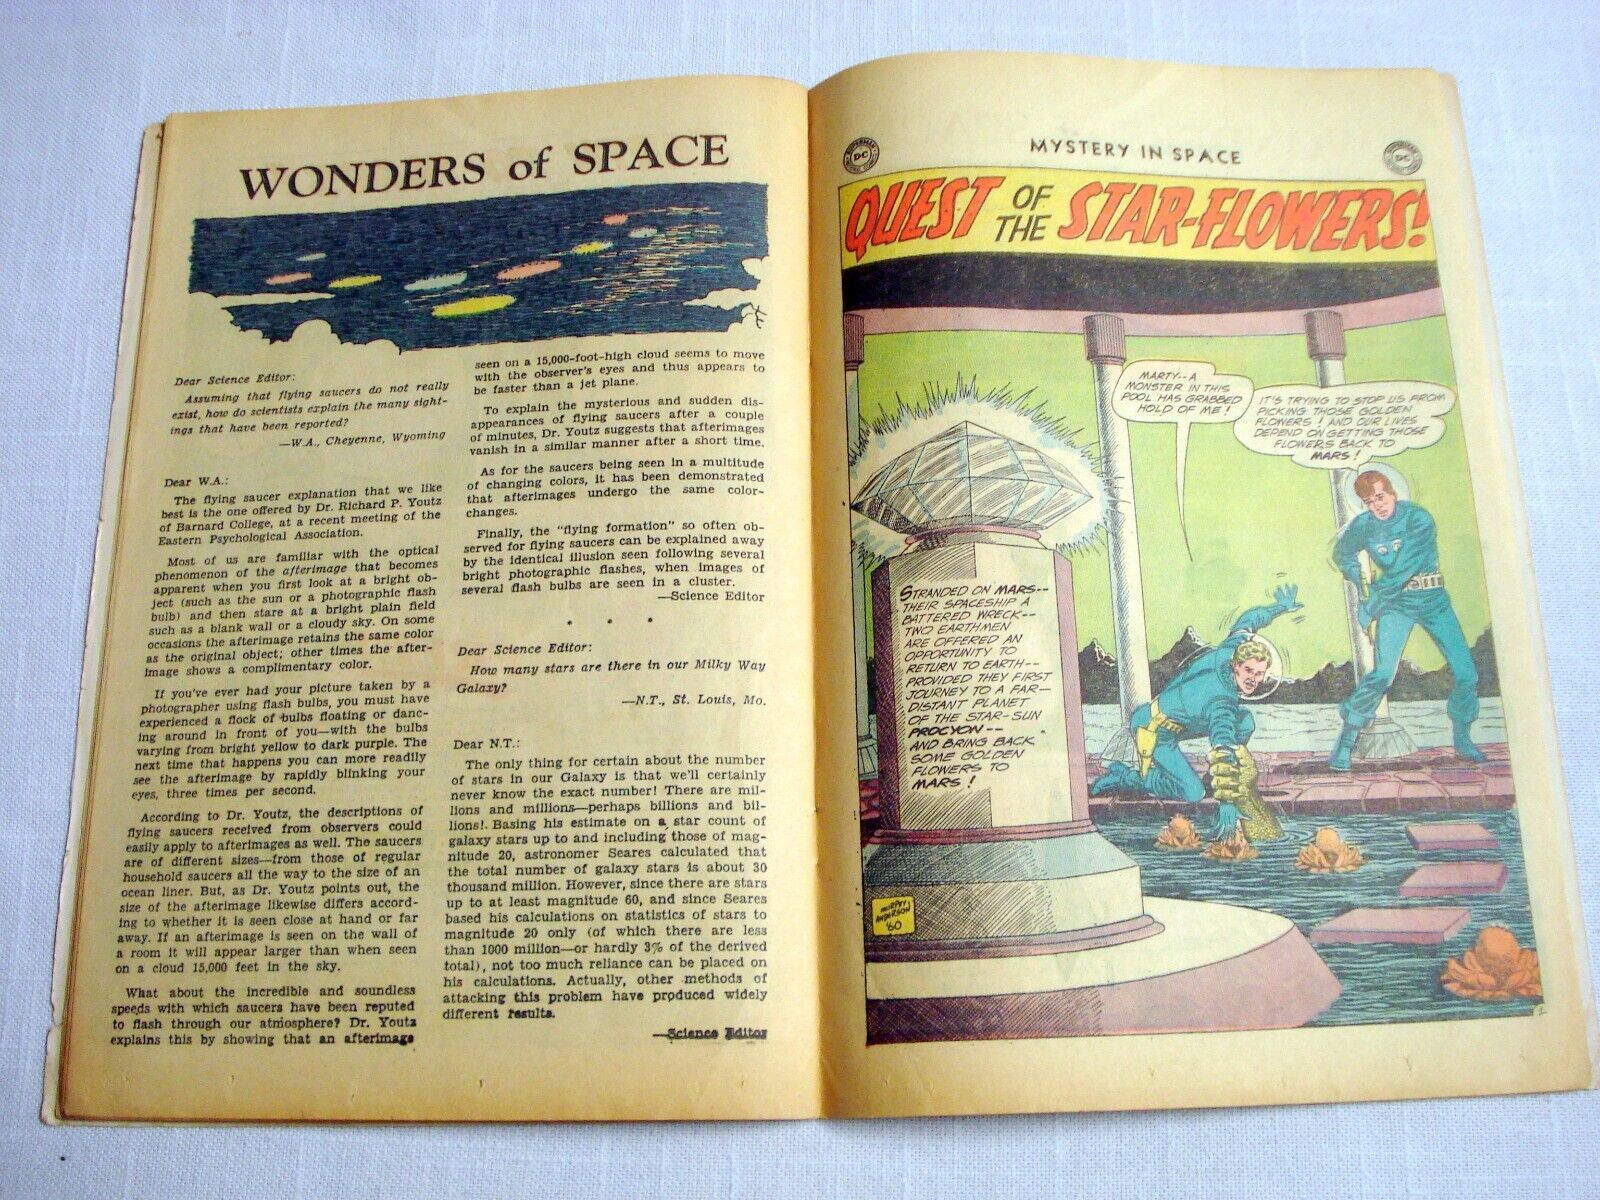 WONDERS of SPACE
Dear Science Editor:
Assuming that flying saucers do not really
exist, how do scientists explain the many sight-
ings that have been reported?
—W.A., Cheyenne, Wyoming
Dear W.A.:
The flying saucer explanation that we like
best is the one offered by Dr. Richard P. Youtz
of Barnard College, at a recent meeting of the
Eastern Psychological Association.
Most of us are familiar with the optical
phenomenon of the afterimage that becomes
apparent when you first look at a bright ob-
ject (such as the sun or a photographic flash
bulb) and then stare at a bright plain field
such as a blank wall or a cloudy sky. On some
occasions the afterimage retains the same color
as the original object; other times the after-
image shows a complimentary color.
If you've ever had your picture taken by a
photographer using flash bulbs, you must have
experienced a flock of bulbs floating or danc-
ing around in front of you—with the bulbs
varying from bright yellow to dark purple. The
next time that happens you can more readily
see the afterimage by rapidly blinking your
eyes, three times per second.
According to Dr. Youtz, the descriptions of
flying saucers received from observers could
easily apply to afterimages as well. The saucers
are of different sizes—from those of regular
household saucers all the way to the size of an
ocean liner. But, as Dr. Youtz points out, the
size of the afterimage likewise differs accord-
ing to whether it is seen close at hand or far
away. If an afterimage is seen on the wall of
a room it will appear larger than when seen
on a cloud 15,000 feet in the sky.
What about the incredible and soundless
speeds with which saucers have been reputed
to flash through our atmosphere? Dr. Youtz
explains this by showing that an afterimage
seen on a 15,000-foot-high cloud seems to move
with the observer's eyes and thus appears to
be faster than a jet plane.
To explain the mysterious and sudden dis-
appearances of flying saucers after a couple
of minutes, Dr. Youtz suggests that afterimages
vanish in a similar manner after a short time.
As for the saucers being seen in a multitude
of changing colors, it has been demonstrated
that afterimages undergo the same color-
changes.
Finally, the "flying formation" so often ob-
served for flying saucers can be explained away
by the identical illusion seen following several
bright photographic flashes, when images of
several flash bulbs are seen in a cluster.
—Science Editor
• • •
Dear Science Editor:
How many stars are there in our Milky Way
Galaxy?
—N.T., St. Louis, Mo.
Dear N.T.:
The only thing for certain about the number
of stars in our Galaxy is that we'll certainly
never know the exact number! There are mil-
lions and millions—perhaps billions and bil-
lions!. Basing his estimate on a star count of
galaxy stars up to and including those of mag-
nitude 20, astronomer Seares calculated that
the total number of galaxy stars is about 30
thousand million. However, since there are stars
up to at least magnitude 60, and since Seares
based his calculations on statistics of stars to
magnitude 20 only (of which there are less
than 1000 million—or hardly 3% of the derived
total), not too much reliance can be placed on
his calculations. Actually, other methods of
attacking this problem have produced widely
different results.
—Science Editor
SUPERMAN
DC
MYSTERY IN SPACE
DC
QUEST OF THE STAR-FLOWERS!
MARTY--A
MONSTER IN THIS
POOL HAS GRABBED
HOLD OF ME!
IT'S TRYING TO STOP US FROM
PICKING THOSE GOLDEN
FLOWERS! AND OUR LIVES
DEPEND ON GETTING THOSE
FLOWERS BACK TO
MARS!
STRANDED ON MARS--
THEIR SPACESHIP A
BATTERED WRECK--
TWO EARTHMEN
ARE OFFERED AN
OPPORTUNITY TO
RETURN TO EARTH--
PROVIDED THEY FIRST
JOURNEY TO A FAR-
DISTANT PLANET
OF THE STAR-SUN
PROCYON--
AND BRING BACK
SOME GOLDEN
FLOWERS TO
MARS!
MURPHY
ANDERSON
'60
1